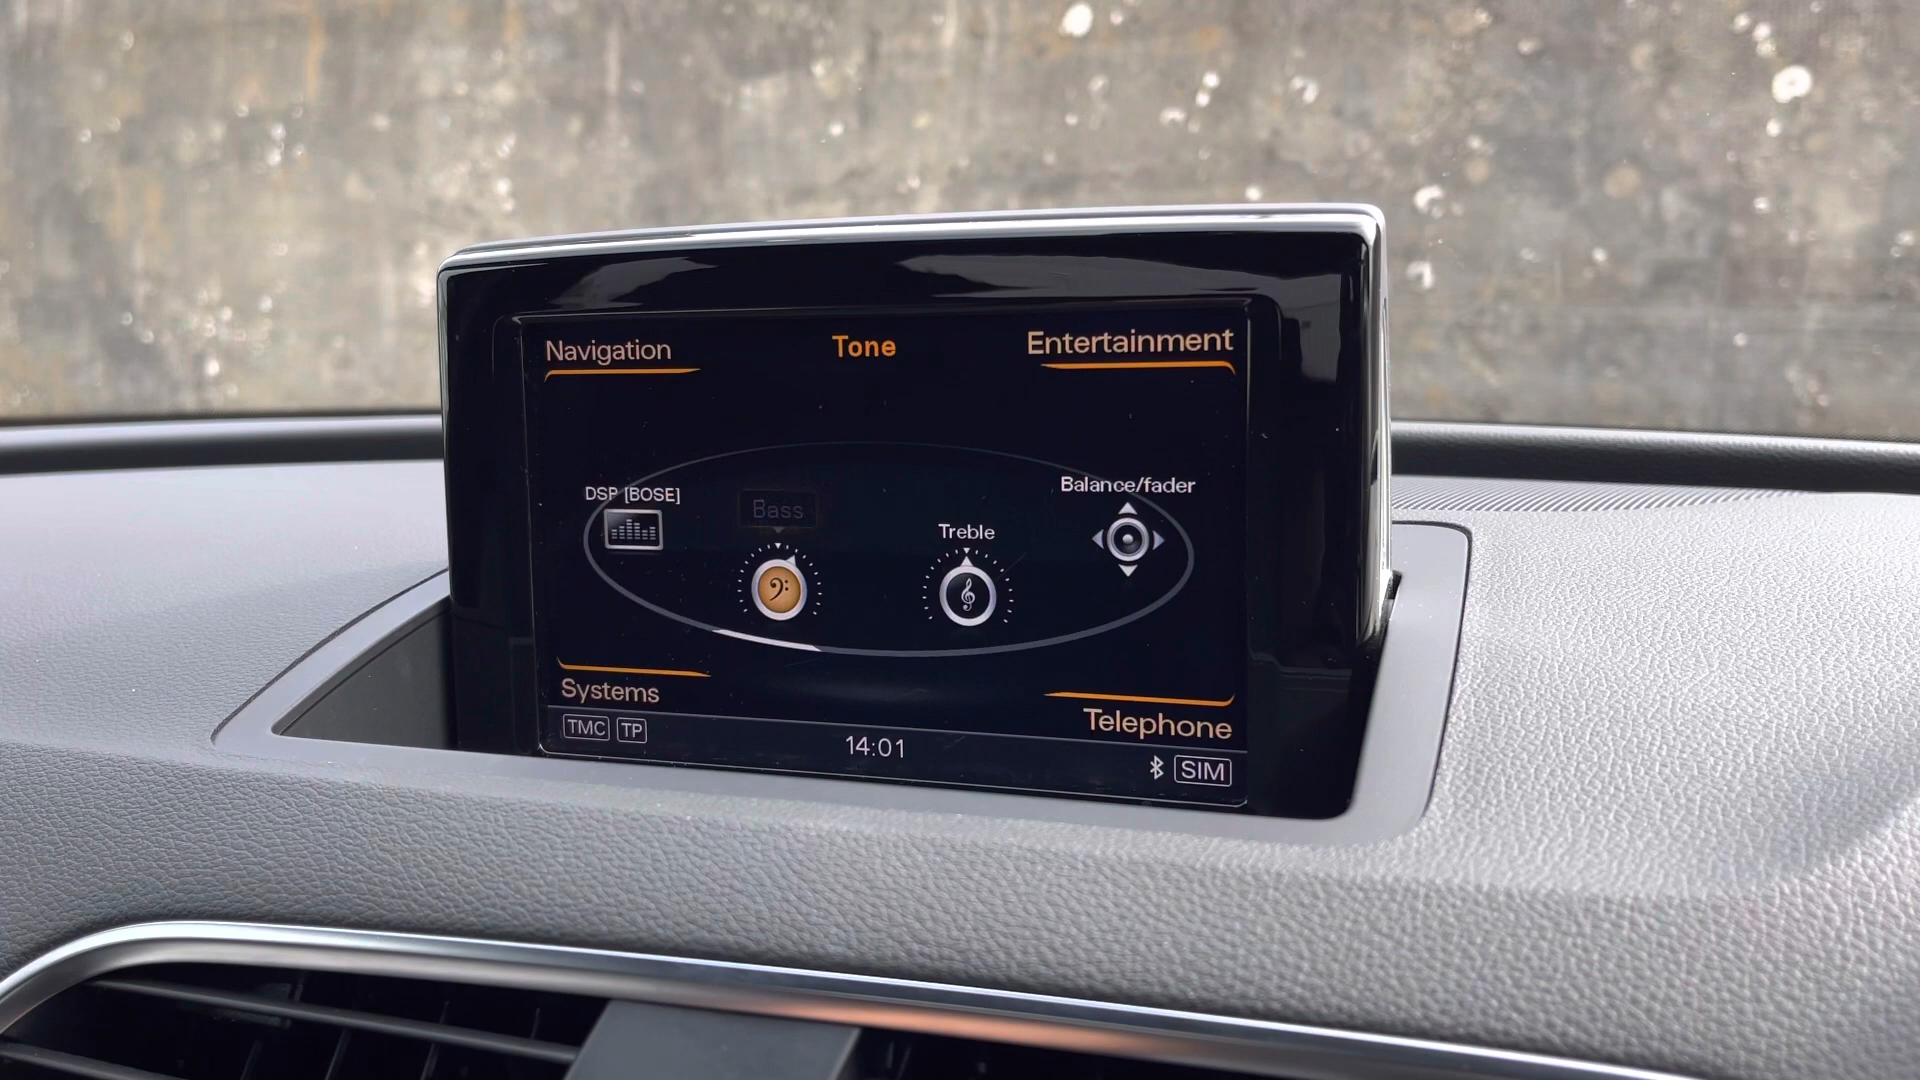 Navigation
Tone
Entertainment
DSP [BOSE]
Bass
Treble
Balance/fader
Systems
Telephone
TMC TP
14:01
SIM